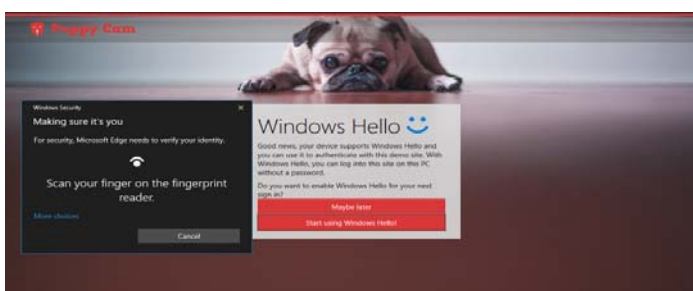 Puppy Cam
Windows Security
Making sure it's you
For security, Microsoft Edge needs to verify your identity.
Scan your finger on the fingerprint
reader.
More choices
Cancel
Windows Hello
Good news, your device supports Windows Hello and
you can use it to authenticate with this demo site. With
Windows Hello, you can log into this site on this PC
without a password.
Do you want to enable Windows Hello for your next
sign in?
Maybe later
Start using Windows Hello!